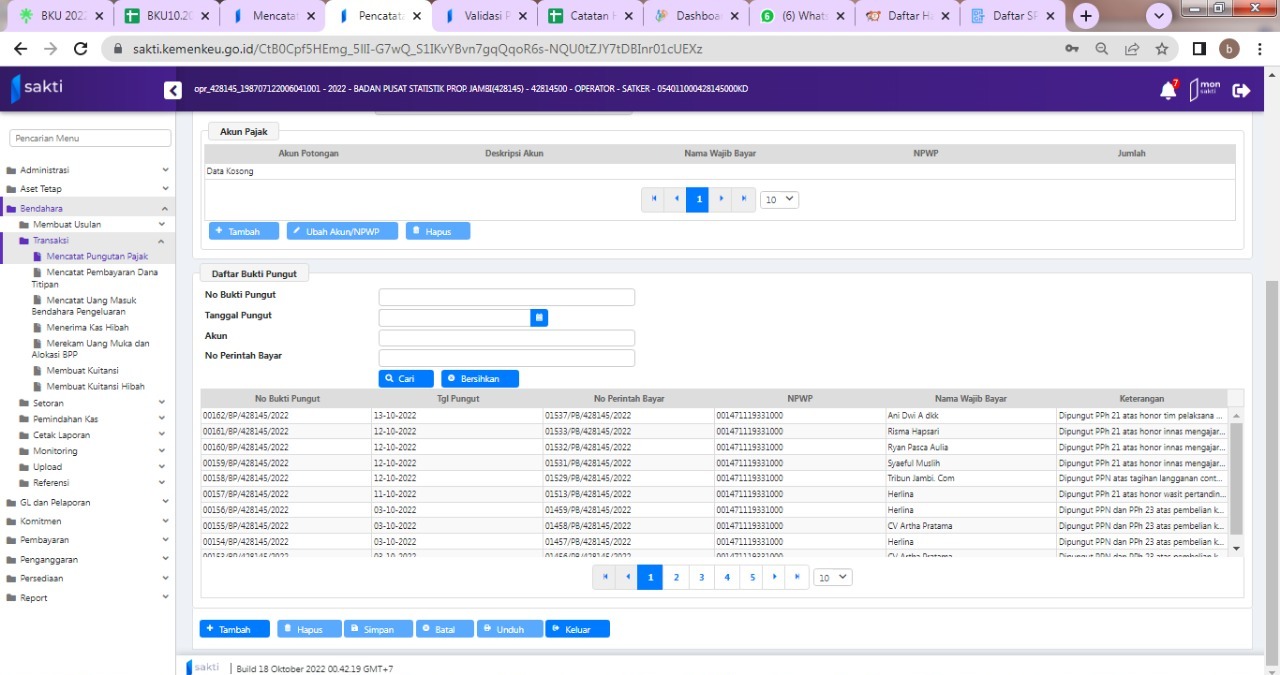 BKU 202
BKU10.2
Mencatat
Pencatat
Validasi P
Catatan
Dashbo
(6) Whats
Daftar H
Daftar SP
sakti.kemenkeu.go.id/CtB0Cpf5HEmg_5IlI-G7wQ_S1IKvYBvn7gqQqoR6s-NQU0tZJY7tDBInr01cUEXz
b
sakti
opr_428145_198707122006041001 - 2022 - BADAN PUSAT STATISTIK PROP JAMBI(428145) - 42814500 - OPERATOR - SATKER - 054011000428145000KD
7
mon
sakti
Pencarian Menu
Administrasi
Aset Tetap
Bendahara
Membuat Usulan
Transaksi
Mencatat Pungutan Pajak
Mencatat Pembayaran Dana
Titipan
Mencatat Uang Masuk
Bendahara Pengeluaran
Menerima Kas Hibah
Merekam Uang Muka dan
Alokasi BPP
Membuat Kuitansi
Membuat Kuitansi Hibah
Setoran
Pemindahan Kas
Cetak Laporan
Monitoring
Upload
Referensi
GL dan Pelaporan
Komitmen
Pembayaran
Penganggaran
Persediaan
Report
Akun Pajak
Akun Potongan Deskripsi Akun Nama Wajib Bayar NPWP Jumlah
Data Kosong
1 10
Tambah Ubah Akun/NPWP Hapus
Daftar Bukti Pungut
No Bukti Pungut
Tanggal Pungut
Akun
No Perintah Bayar
Cari Bersihkan
No Bukti Pungut Tgl Pungut No Perintah Bayar NPWP Nama Wajib Bayar Keterangan
00162/BP/428145/2022 13-10-2022 01537/PB/428145/2022 001471119331000 Ani Dwi A dkk Dipungut PPh 21 atas honor tim pelaksana ...
00161/BP/428145/2022 12-10-2022 01533/PB/428145/2022 001471119331000 Risma Hapsari Dipungut PPh 21 atas honor innas mengajar...
00160/BP/428145/2022 12-10-2022 01532/PB/428145/2022 001471119331000 Ryan Pasca Aulia Dipungut PPh 21 atas honor innas mengajar...
00159/BP/428145/2022 12-10-2022 01531/PB/428145/2022 001471119331000 Syaeful Muslih Dipungut PPh 21 atas honor innas mengajar...
00158/BP/428145/2022 12-10-2022 01529/PB/428145/2022 001471119331000 Tribun Jambi. Com Dipungut PPN atas tagihan langganan cont...
00157/BP/428145/2022 11-10-2022 01513/PB/428145/2022 001471119331000 Herlina Dipungut PPh 21 atas honor wasit pertandin...
00156/BP/428145/2022 03-10-2022 01459/PB/428145/2022 001471119331000 Herlina Dipungut PPN dan PPh 23 atas pembelian k...
00155/BP/428145/2022 03-10-2022 01458/PB/428145/2022 001471119331000 CV Artha Pratama Dipungut PPN dan PPh 23 atas pembelian k...
00154/BP/428145/2022 03-10-2022 01457/PB/428145/2022 001471119331000 Herlina Dipungut PPN dan PPh 23 atas pembelian k...
00153/BP/428145/2022 03-10-2022 01456/PB/428145/2022 001471119331000 CV Artha Pratama Dipungut PPN dan PPh 23 atas pembelian k...
1 2 3 4 5 10
Tambah Hapus Simpan Batal Unduh Keluar
sakti | Build 18 Oktober 2022 00.42.19 GMT+7